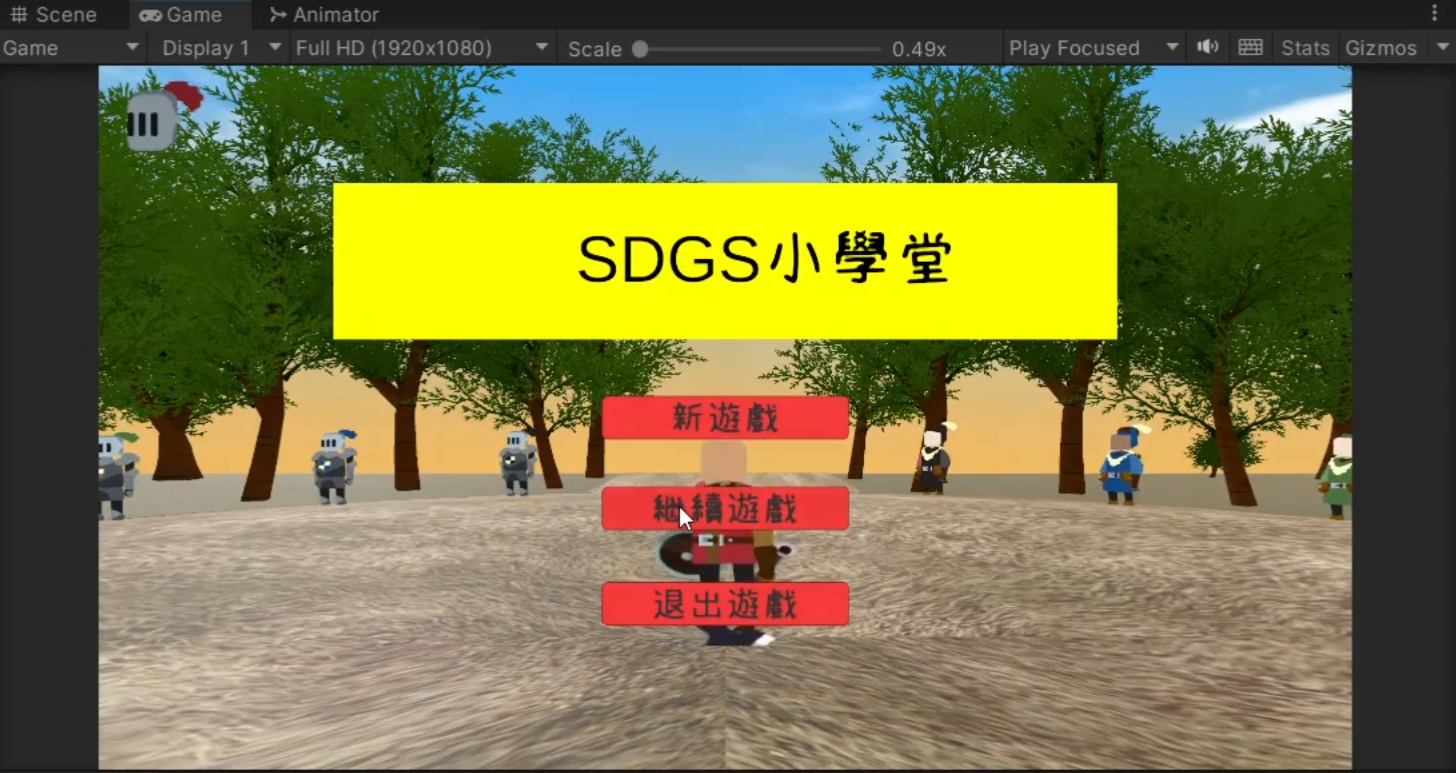 Scene Game Animator
Game Display 1 Full HD (1920x1080) Scale 0.49x Play Focused Stats Gizmos
SDGS小學堂
新遊戲
繼續遊戲
退出遊戲